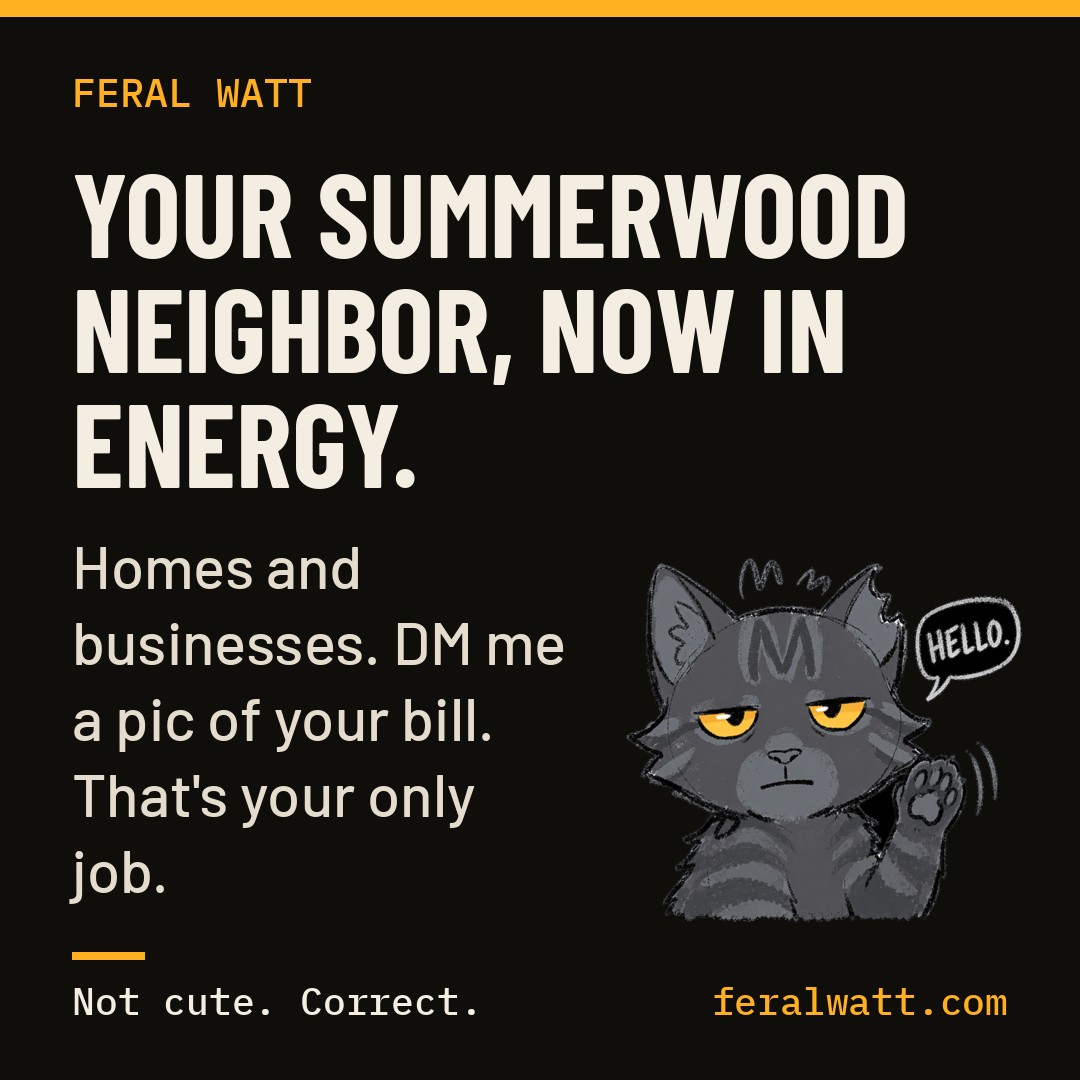 FERAL WATT
YOUR SUMMERWOOD
NEIGHBOR, NOW IN
ENERGY.
Homes and
businesses. DM me
a pic of your bill.
That's your only
job.
HELLO.
Not cute. Correct.
feralwatt.com